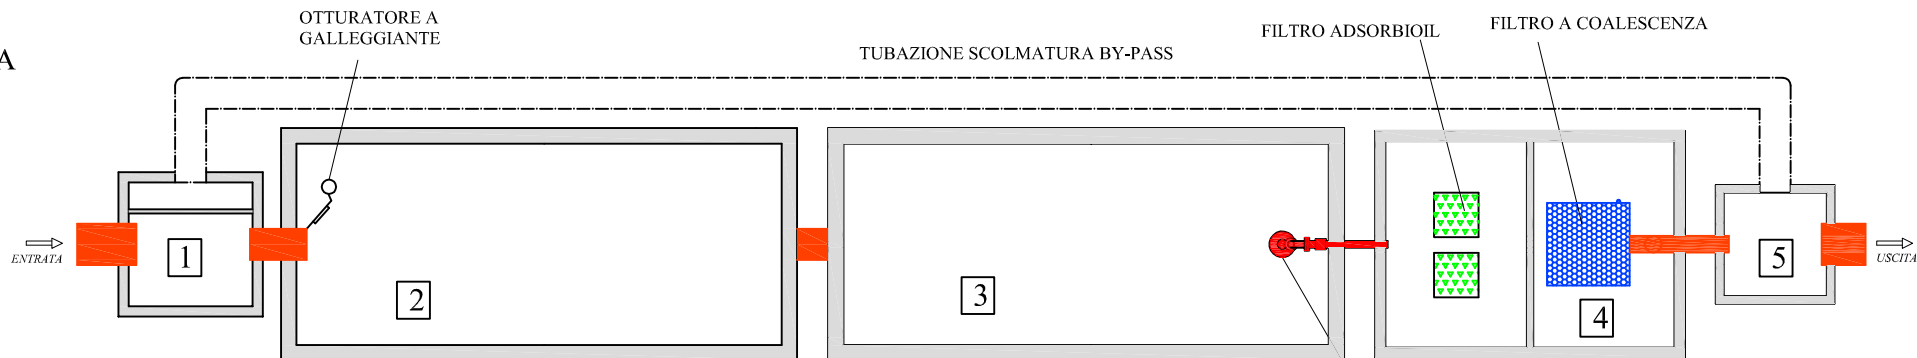 OTTURATORE A
GALLEGGIANTE
TUBAZIONE SCOLMATURA BY-PASS
FILTRO ADSORBIOIL
FILTRO A COALESCENZA
A
ENTRATA
1
2
3
4
5
USCITA